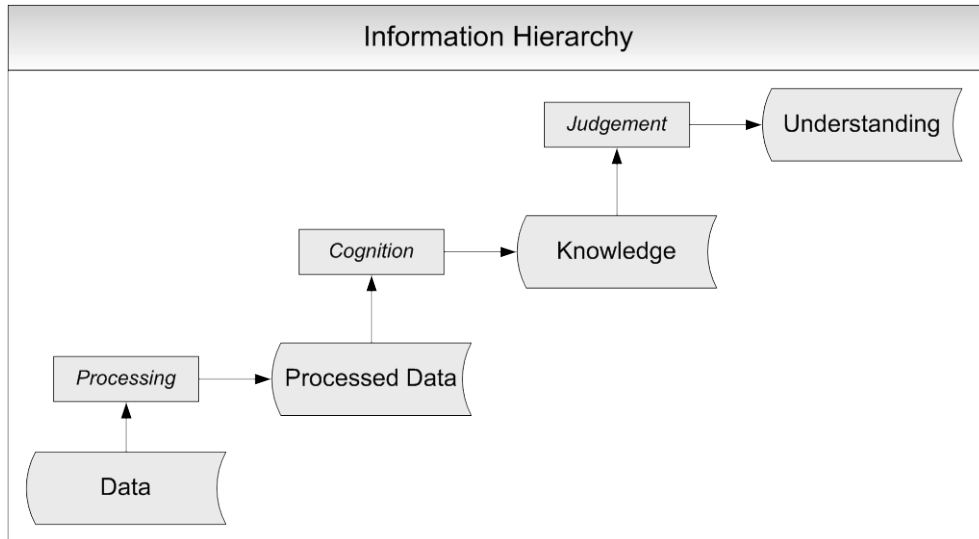 Information Hierarchy
Judgement
Understanding
Cognition
Knowledge
Processing
Processed Data
Data